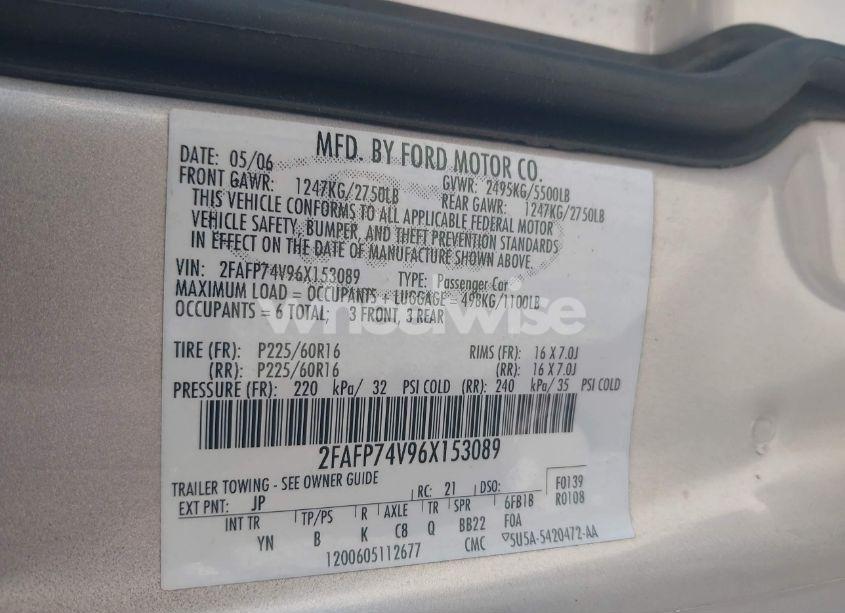 MFD. BY FORD MOTOR CO.
DATE: 05/06 GVWR: 2495KG/5500LB
FRONT GAWR: 1247KG/2750LB REAR GAWR: 1247KG/2750LB
THIS VEHICLE CONFORMS TO ALL APPLICABLE FEDERAL MOTOR
VEHICLE SAFETY, BUMPER, AND THEFT PREVENTION STANDARDS
IN EFFECT ON THE DATE OF MANUFACTURE SHOWN ABOVE.
VIN: 2FAFP74V96X153089 TYPE: Passenger Car
MAXIMUM LOAD = OCCUPANTS + LUGGAGE = 498KG/1100LB
OCCUPANTS = 6 TOTAL; 3 FRONT, 3 REAR
wheelwise
TIRE (FR): P225/60R16 RIMS (FR): 16 X 7.0J
(RR): P225/60R16 (RR): 16 X 7.0J
PRESSURE (FR): 220 kPa/ 32 PSI COLD (RR): 240 kPa/ 35 PSI COLD
2FAFP74V96X153089
TRAILER TOWING - SEE OWNER GUIDE
EXT PNT: JP RC: 21 DSO: F0139
R0108
INT TR TP/PS R AXLE TR SPR 6FB1B
YN B K C8 Q BB22 F0A
1200605112677 CMC 5U5A-5420472-AA